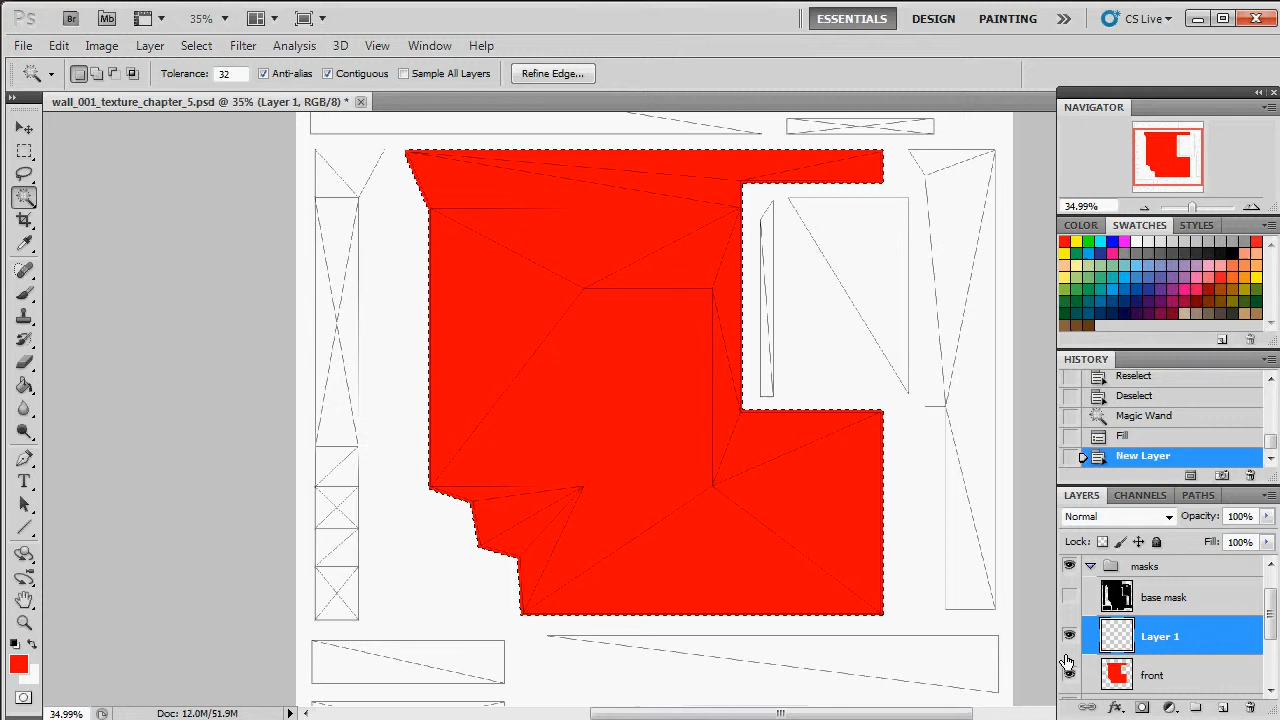 Ps Br Mb 35% ESSENTIALS DESIGN PAINTING CS Live
File Edit Image Layer Select Filter Analysis 3D View Window Help
Tolerance: 32 Anti-alias Contiguous Sample All Layers Refine Edge...
wall_001_texture_chapter_5.psd @ 35% (Layer 1, RGB/8) *
NAVIGATOR
34.99%
COLOR SWATCHES STYLES
HISTORY
Reselect
Deselect
Magic Wand
Fill
New Layer
LAYERS CHANNELS PATHS
Normal Opacity: 100%
Lock: Fill: 100%
masks
base mask
Layer 1
front
34.99% Doc: 12.0M/51.9M